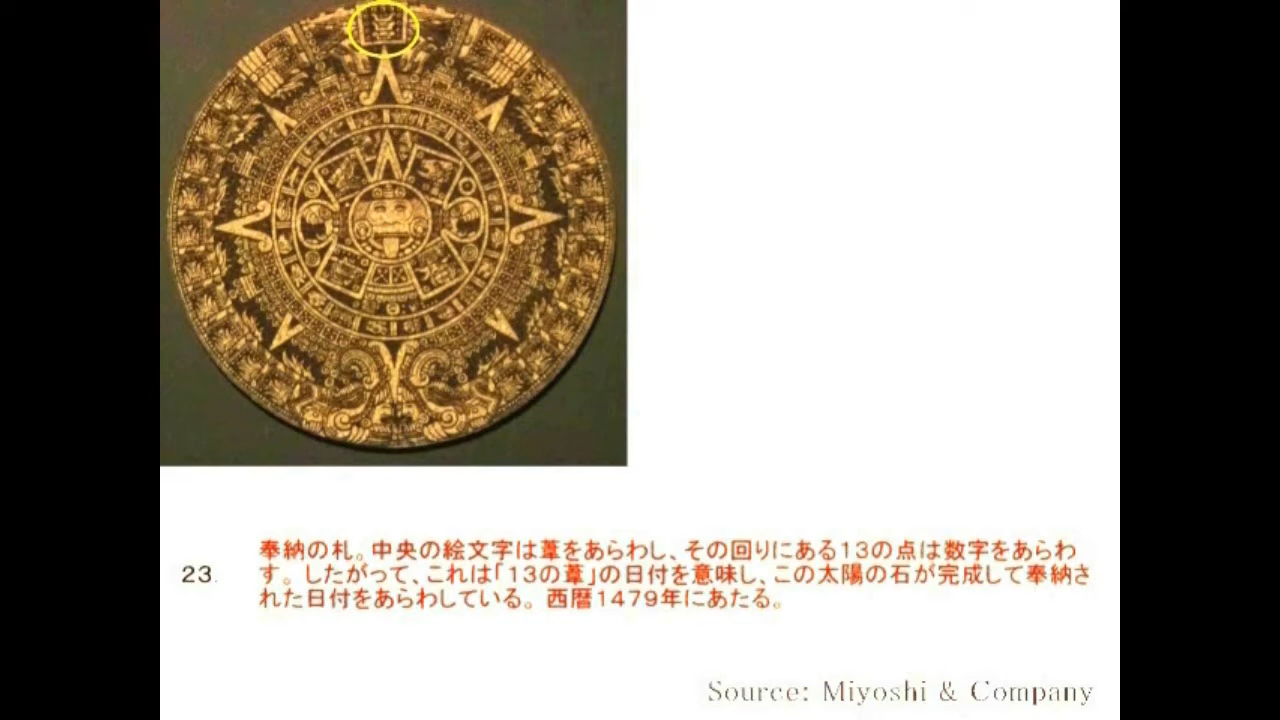 23.
奉納の札。中央の絵文字は葦をあらわし、その回りにある13の点は数字をあらわ
す。したがって、これは「13の葦」の日付を意味し、この太陽の石が完成して奉納さ
れた日付をあらわしている。西暦1479年にあたる。
Source: Miyoshi & Company